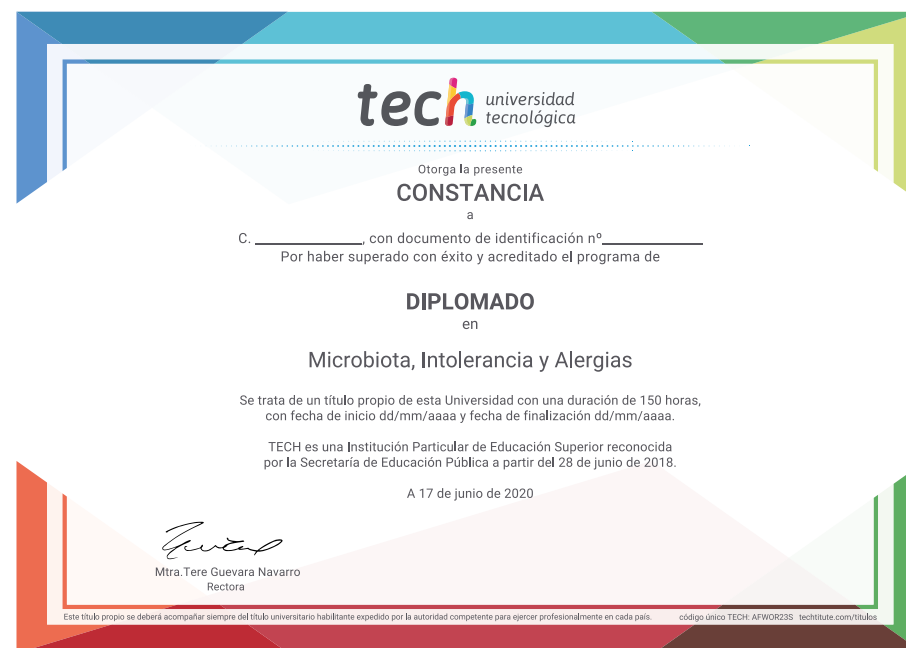 tech universidad
tecnológica
Otorga la presente
CONSTANCIA
a
C. ______________, con documento de identificación nº_____________
Por haber superado con éxito y acreditado el programa de
DIPLOMADO
en
Microbiota, Intolerancia y Alergias
Se trata de un título propio de esta Universidad con una duración de 150 horas,
con fecha de inicio dd/mm/aaaa y fecha de finalización dd/mm/aaaa.
TECH es una Institución Particular de Educación Superior reconocida
por la Secretaría de Educación Pública a partir del 28 de junio de 2018.
A 17 de junio de 2020
Mtra.Tere Guevara Navarro
Rectora
Este título propio se deberá acompañar siempre del título universitario habilitante expedido por la autoridad competente para ejercer profesionalmente en cada país. código único TECH: AFWOR23S techtitute.com/titulos